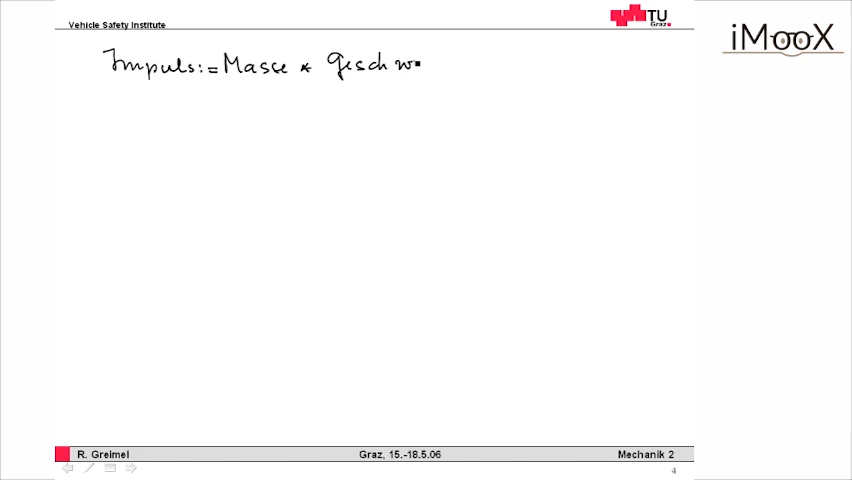 Vehicle Safety Institute
TU
Graz
iMooX
Impuls:=Masse * Geschw
R. Greimel
Graz, 15.-18.5.06
Mechanik 2
4